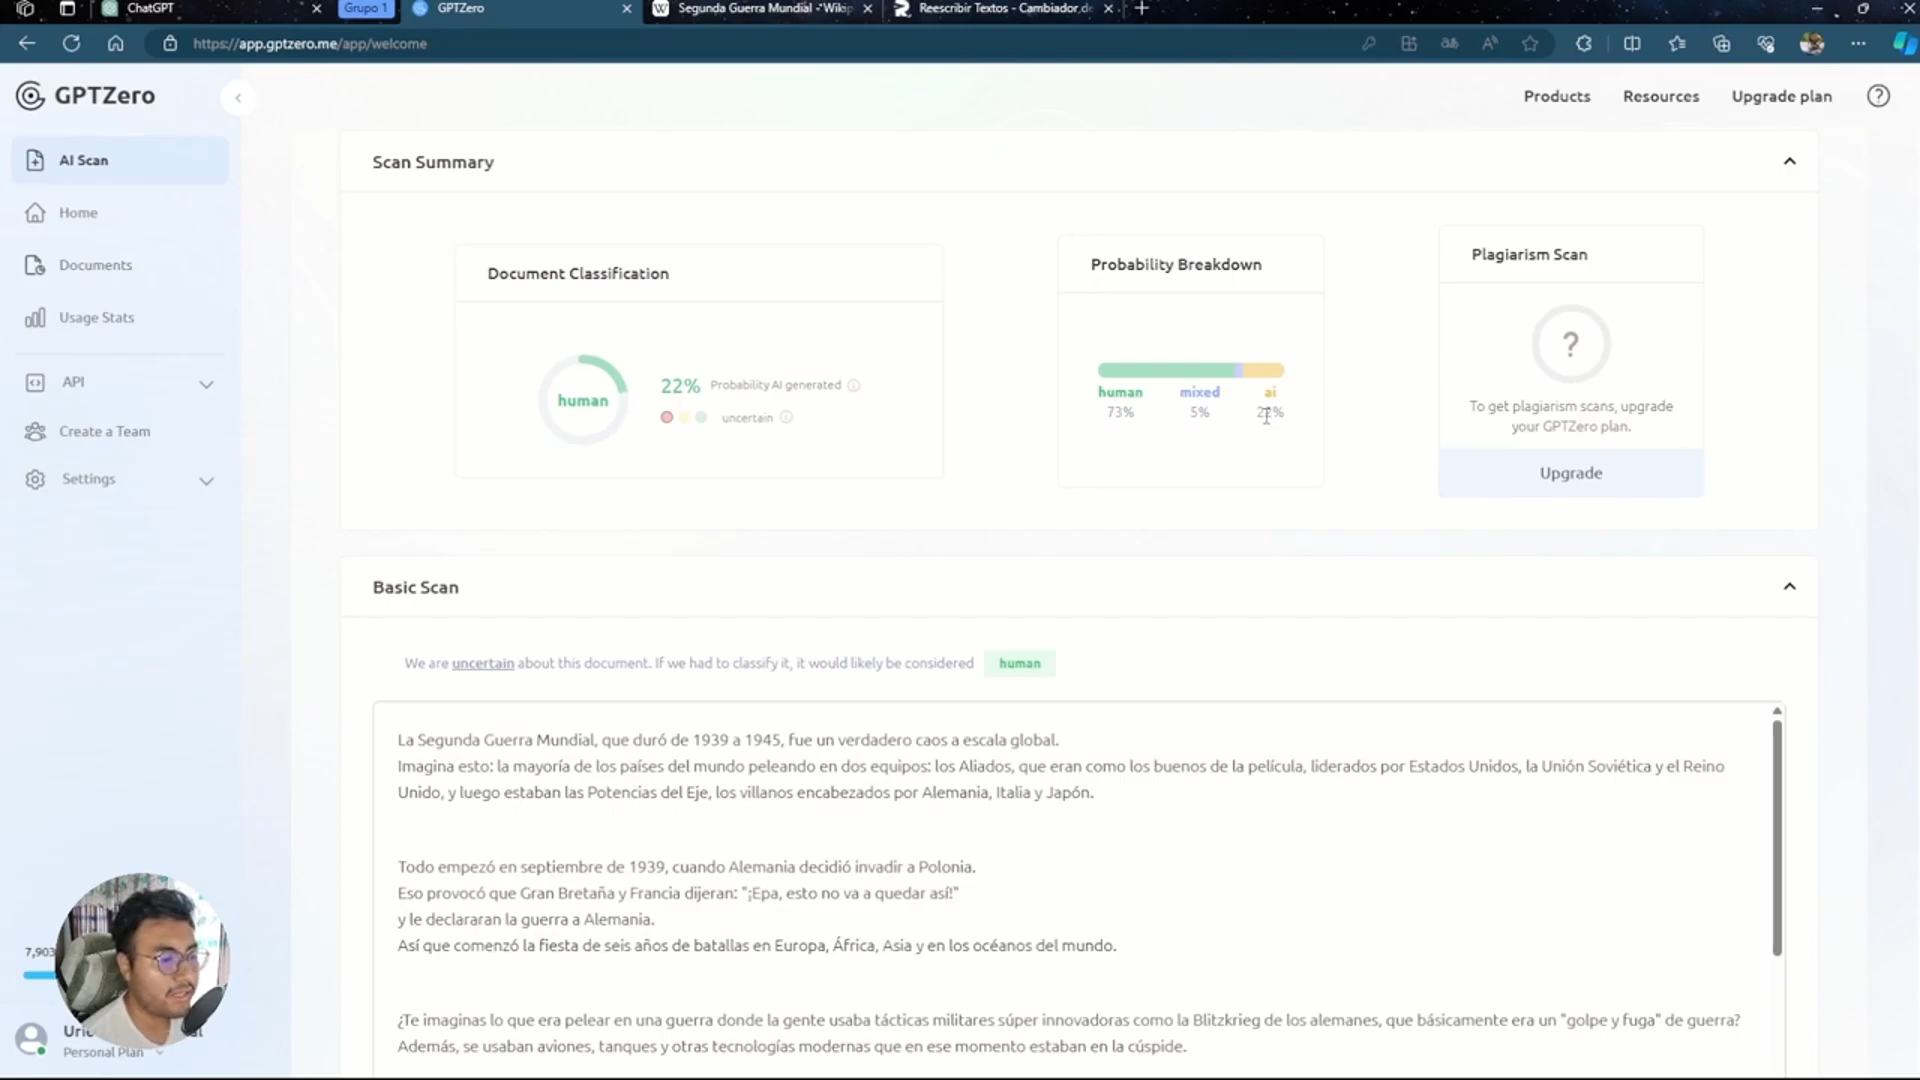 ChatGPT
Grupo 1
GPTZero
Segunda Guerra Mundial - Wikip
Reescribir Textos - Cambiador de
https://app.gptzero.me/app/welcome
GPTZero
Products
Resources
Upgrade plan
AI Scan
Home
Documents
Usage Stats
API
Create a Team
Settings
7,903
Personal Plan
Scan Summary
Document Classification
human
22% Probability AI generated
uncertain
Probability Breakdown
human mixed ai
73% 5%
Plagiarism Scan
?
To get plagiarism scans, upgrade
your GPTZero plan.
Upgrade
Basic Scan
We are uncertain about this document. If we had to classify it, it would likely be considered human
La Segunda Guerra Mundial, que duró de 1939 a 1945, fue un verdadero caos a escala global.
Imagina esto: la mayoría de los países del mundo peleando en dos equipos: los Aliados, que eran como los buenos de la película, liderados por Estados Unidos, la Unión Soviética y el Reino
Unido, y luego estaban las Potencias del Eje, los villanos encabezados por Alemania, Italia y Japón.
Todo empezó en septiembre de 1939, cuando Alemania decidió invadir a Polonia.
Eso provocó que Gran Bretaña y Francia dijeran: "¡Epa, esto no va a quedar así!"
y le declararan la guerra a Alemania.
Así que comenzó la fiesta de seis años de batallas en Europa, África, Asia y en los océanos del mundo.
¿Te imaginas lo que era pelear en una guerra donde la gente usaba tácticas militares súper innovadoras como la Blitzkrieg de los alemanes, que básicamente era un "golpe y fuga" de guerra?
Además, se usaban aviones, tanques y otras tecnologías modernas que en ese momento estaban en la cúspide.